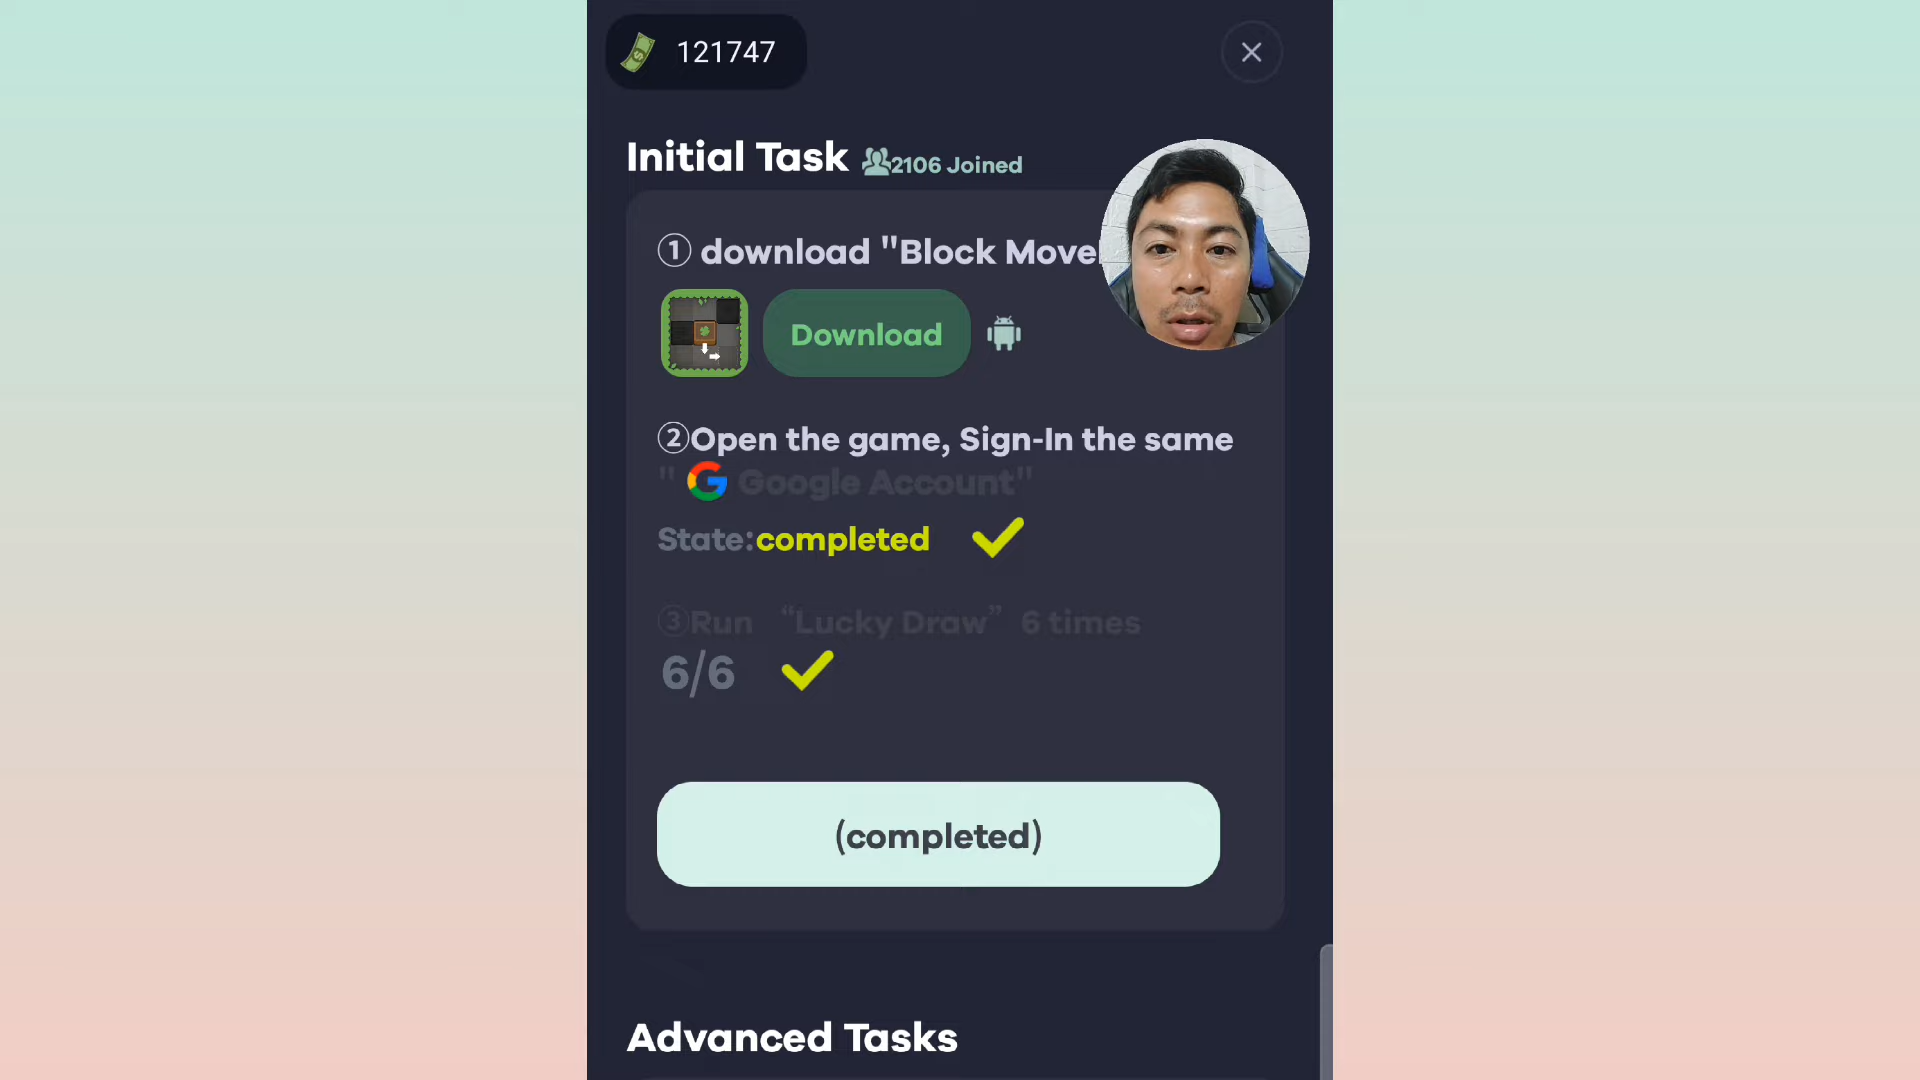 121747
Initial Task 2106 Joined
① download "Block Move
Download
②Open the game, Sign-In the same
" Google Account"
State:completed
③Run “Lucky Draw” 6 times
6/6
(completed)
Advanced Tasks